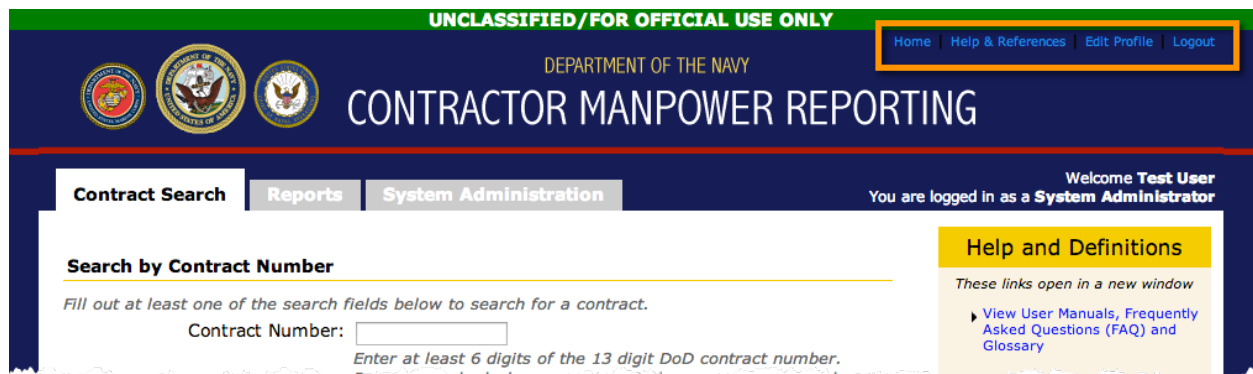 UNCLASSIFIED/FOR OFFICIAL USE ONLY
Home | Help & References | Edit Profile | Logout
DEPARTMENT OF THE NAVY
CONTRACTOR MANPOWER REPORTING
Contract Search
Reports
System Administration
Welcome Test User
You are logged in as a System Administrator
Search by Contract Number
Fill out at least one of the search fields below to search for a contract.
Contract Number:
Enter at least 6 digits of the 13 digit DoD contract number.
Help and Definitions
These links open in a new window
View User Manuals, Frequently
Asked Questions (FAQ) and
Glossary